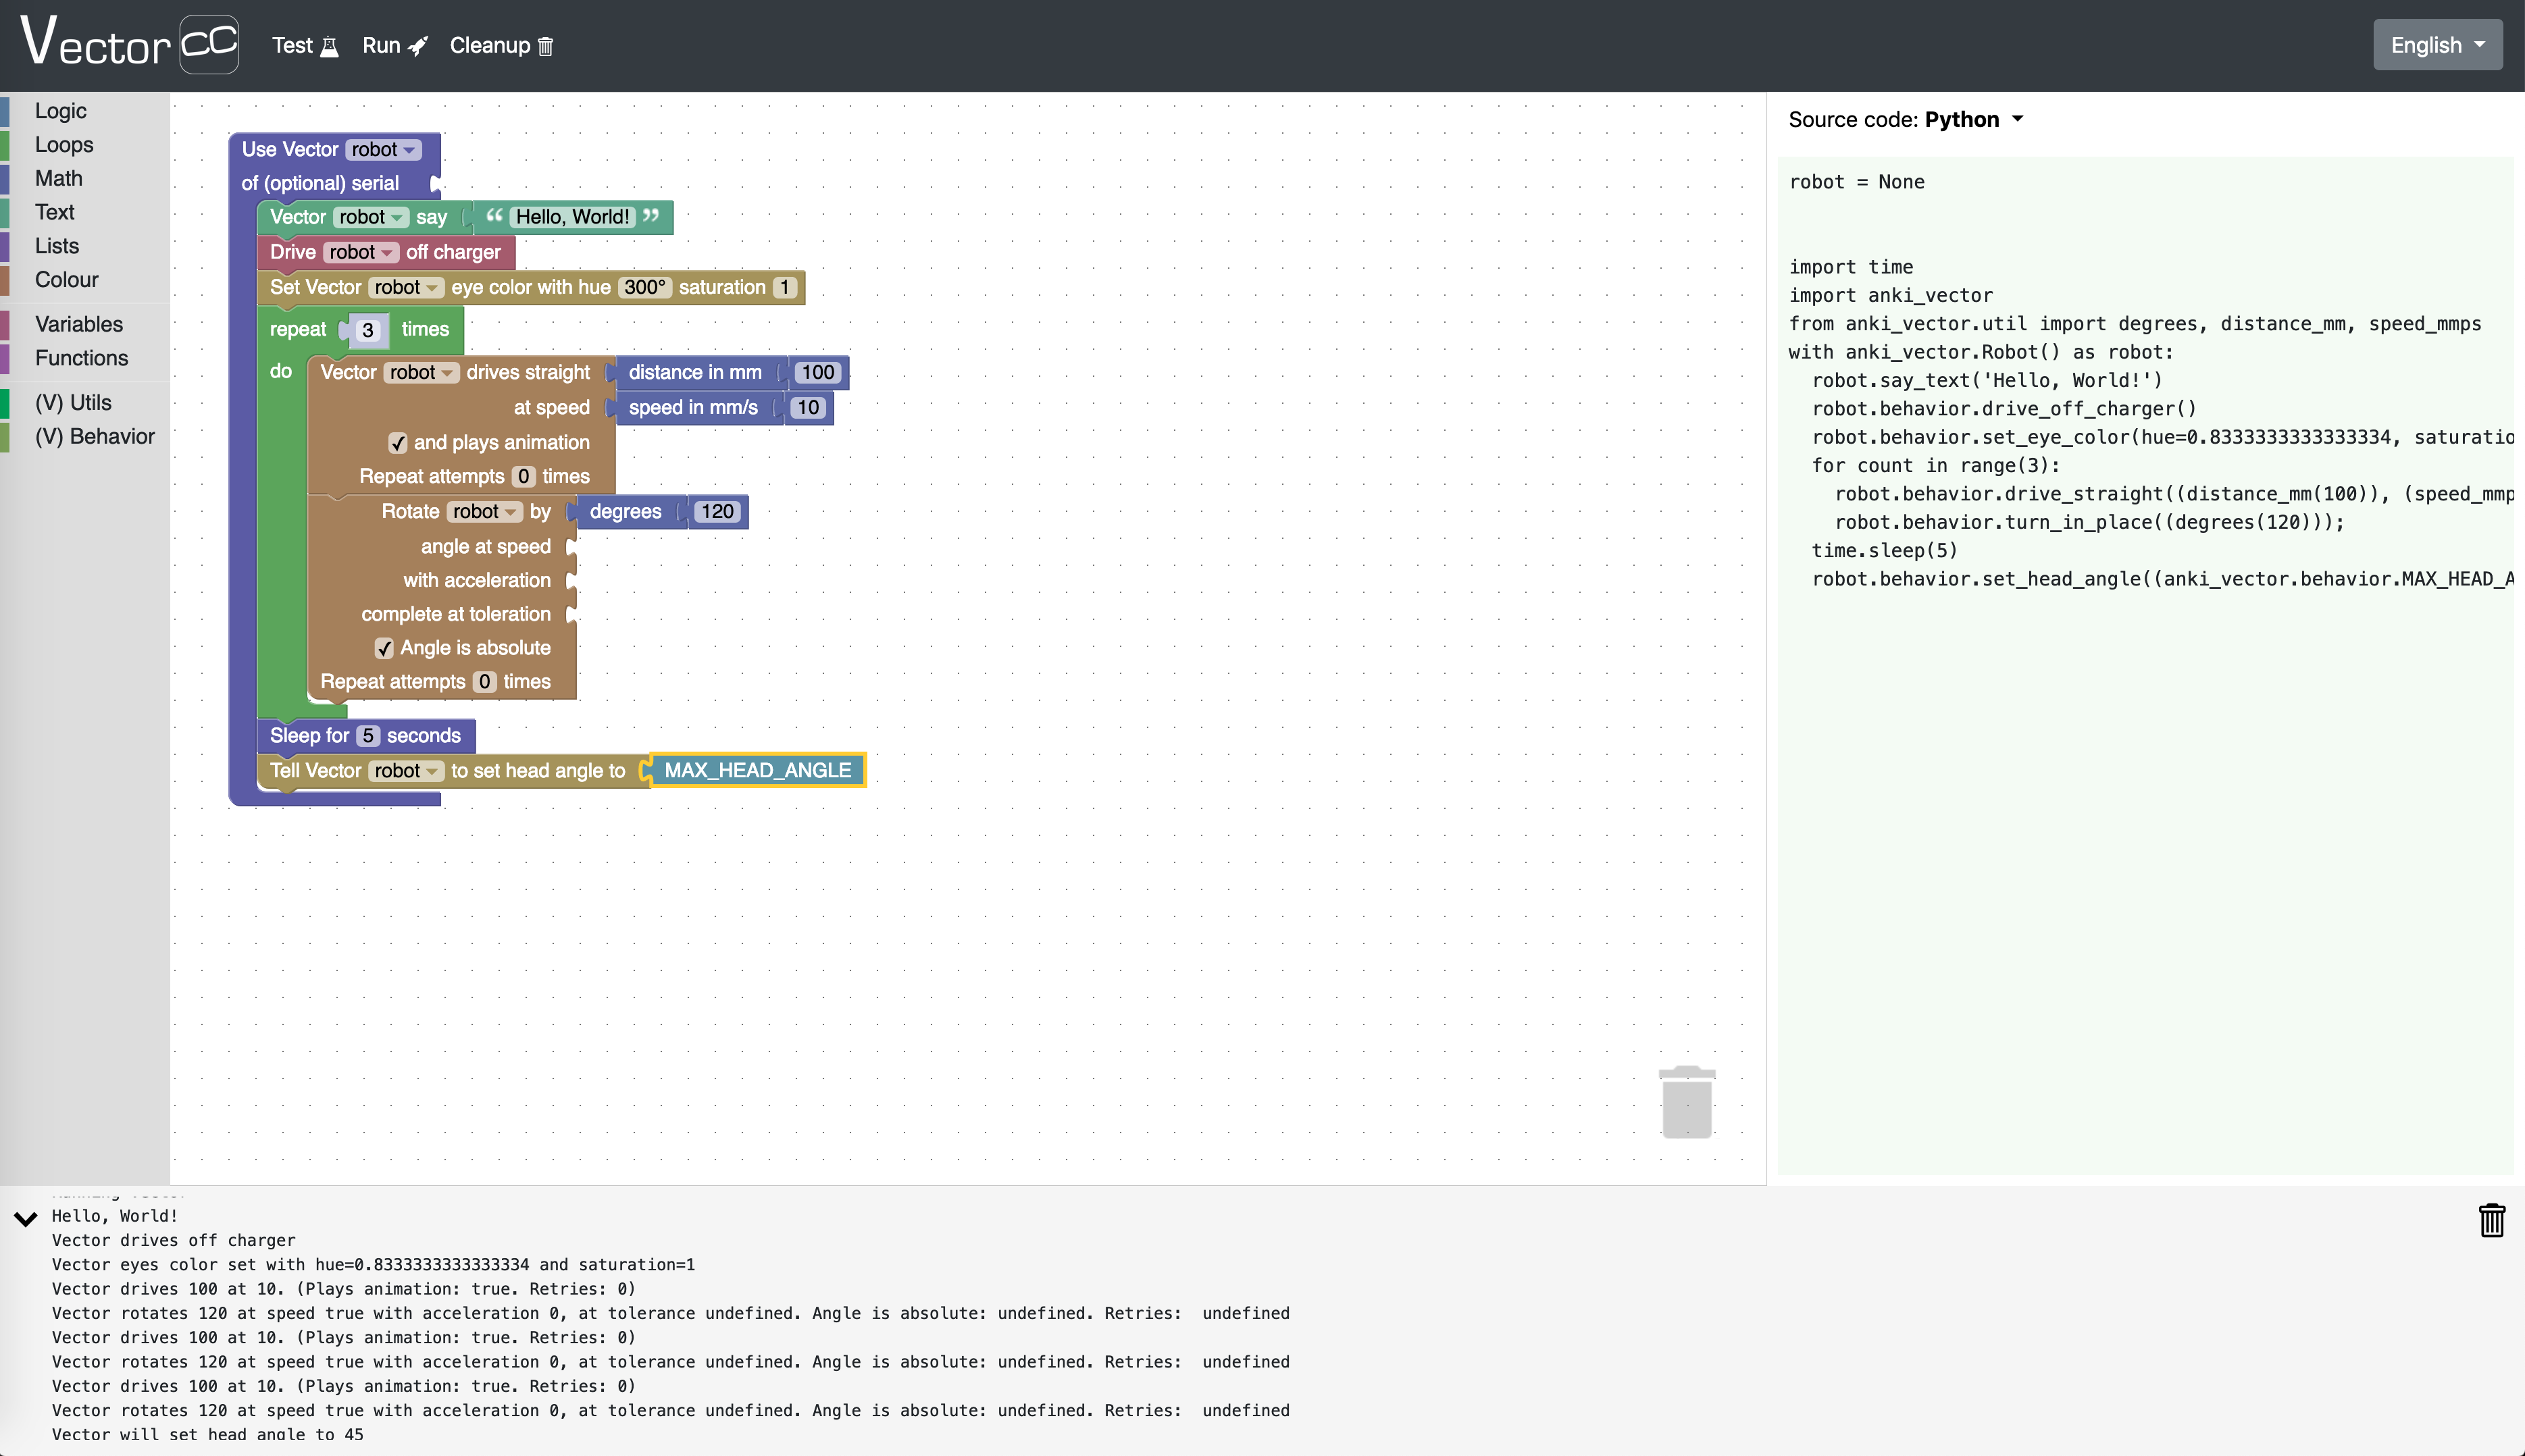 Vector CC Test Run Cleanup English
Logic
Loops
Math
Text
Lists
Colour
Variables
Functions
(V) Utils
(V) Behavior
Use Vector robot
of (optional) serial
Vector robot say “ Hello, World! ”
Drive robot off charger
Set Vector robot eye color with hue 300° saturation 1
repeat 3 times
do Vector robot drives straight distance in mm 100
at speed speed in mm/s 10
✓ and plays animation
Repeat attempts 0 times
Rotate robot by degrees 120
angle at speed
with acceleration
complete at toleration
✓ Angle is absolute
Repeat attempts 0 times
Sleep for 5 seconds
Tell Vector robot to set head angle to MAX_HEAD_ANGLE
Source code: Python
robot = None
import time
import anki_vector
from anki_vector.util import degrees, distance_mm, speed_mmps
with anki_vector.Robot() as robot:
robot.say_text('Hello, World!')
robot.behavior.drive_off_charger()
robot.behavior.set_eye_color(hue=0.8333333333333334, saturatio
for count in range(3):
robot.behavior.drive_straight((distance_mm(100)), (speed_mmp
robot.behavior.turn_in_place((degrees(120)));
time.sleep(5)
robot.behavior.set_head_angle((anki_vector.behavior.MAX_HEAD_A
Hello, World!
Vector drives off charger
Vector eyes color set with hue=0.8333333333333334 and saturation=1
Vector drives 100 at 10. (Plays animation: true. Retries: 0)
Vector rotates 120 at speed true with acceleration 0, at tolerance undefined. Angle is absolute: undefined. Retries:  undefined
Vector drives 100 at 10. (Plays animation: true. Retries: 0)
Vector rotates 120 at speed true with acceleration 0, at tolerance undefined. Angle is absolute: undefined. Retries:  undefined
Vector drives 100 at 10. (Plays animation: true. Retries: 0)
Vector rotates 120 at speed true with acceleration 0, at tolerance undefined. Angle is absolute: undefined. Retries:  undefined
Vector will set head angle to 45